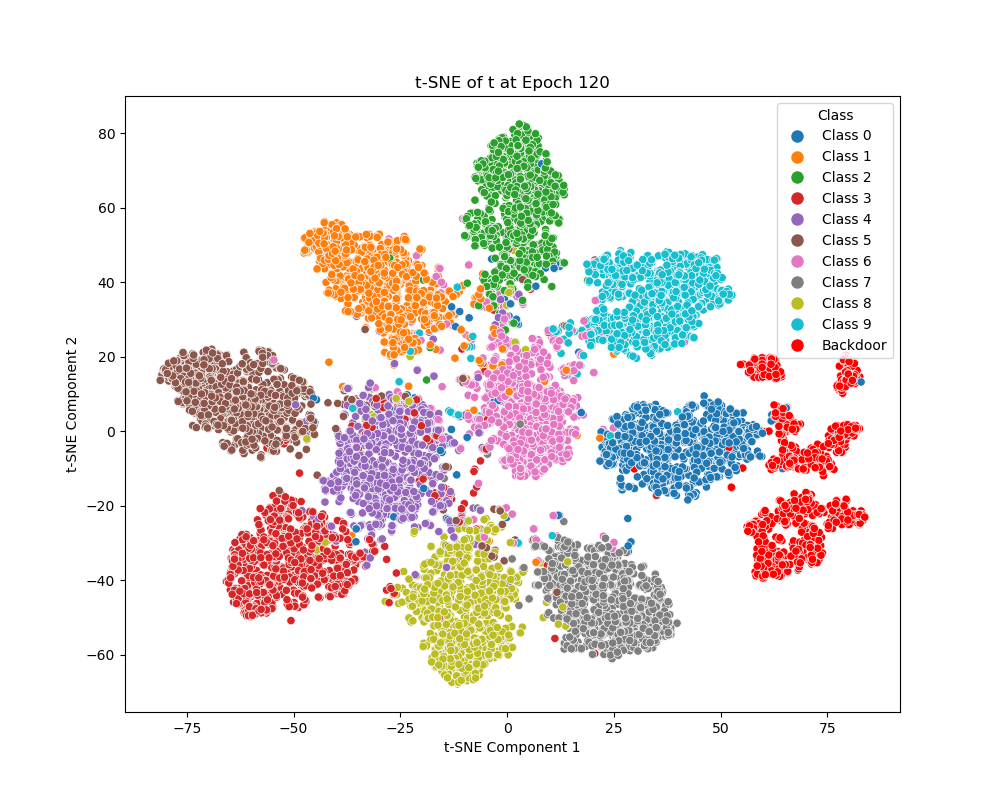 t-SNE of t at Epoch 120
Class
Class 0
Class 1
Class 2
Class 3
Class 4
Class 5
Class 6
Class 7
Class 8
Class 9
Backdoor
80
60
40
20
0
−20
−40
−60
t-SNE Component 2
−75
−50
−25
0
25
50
75
t-SNE Component 1